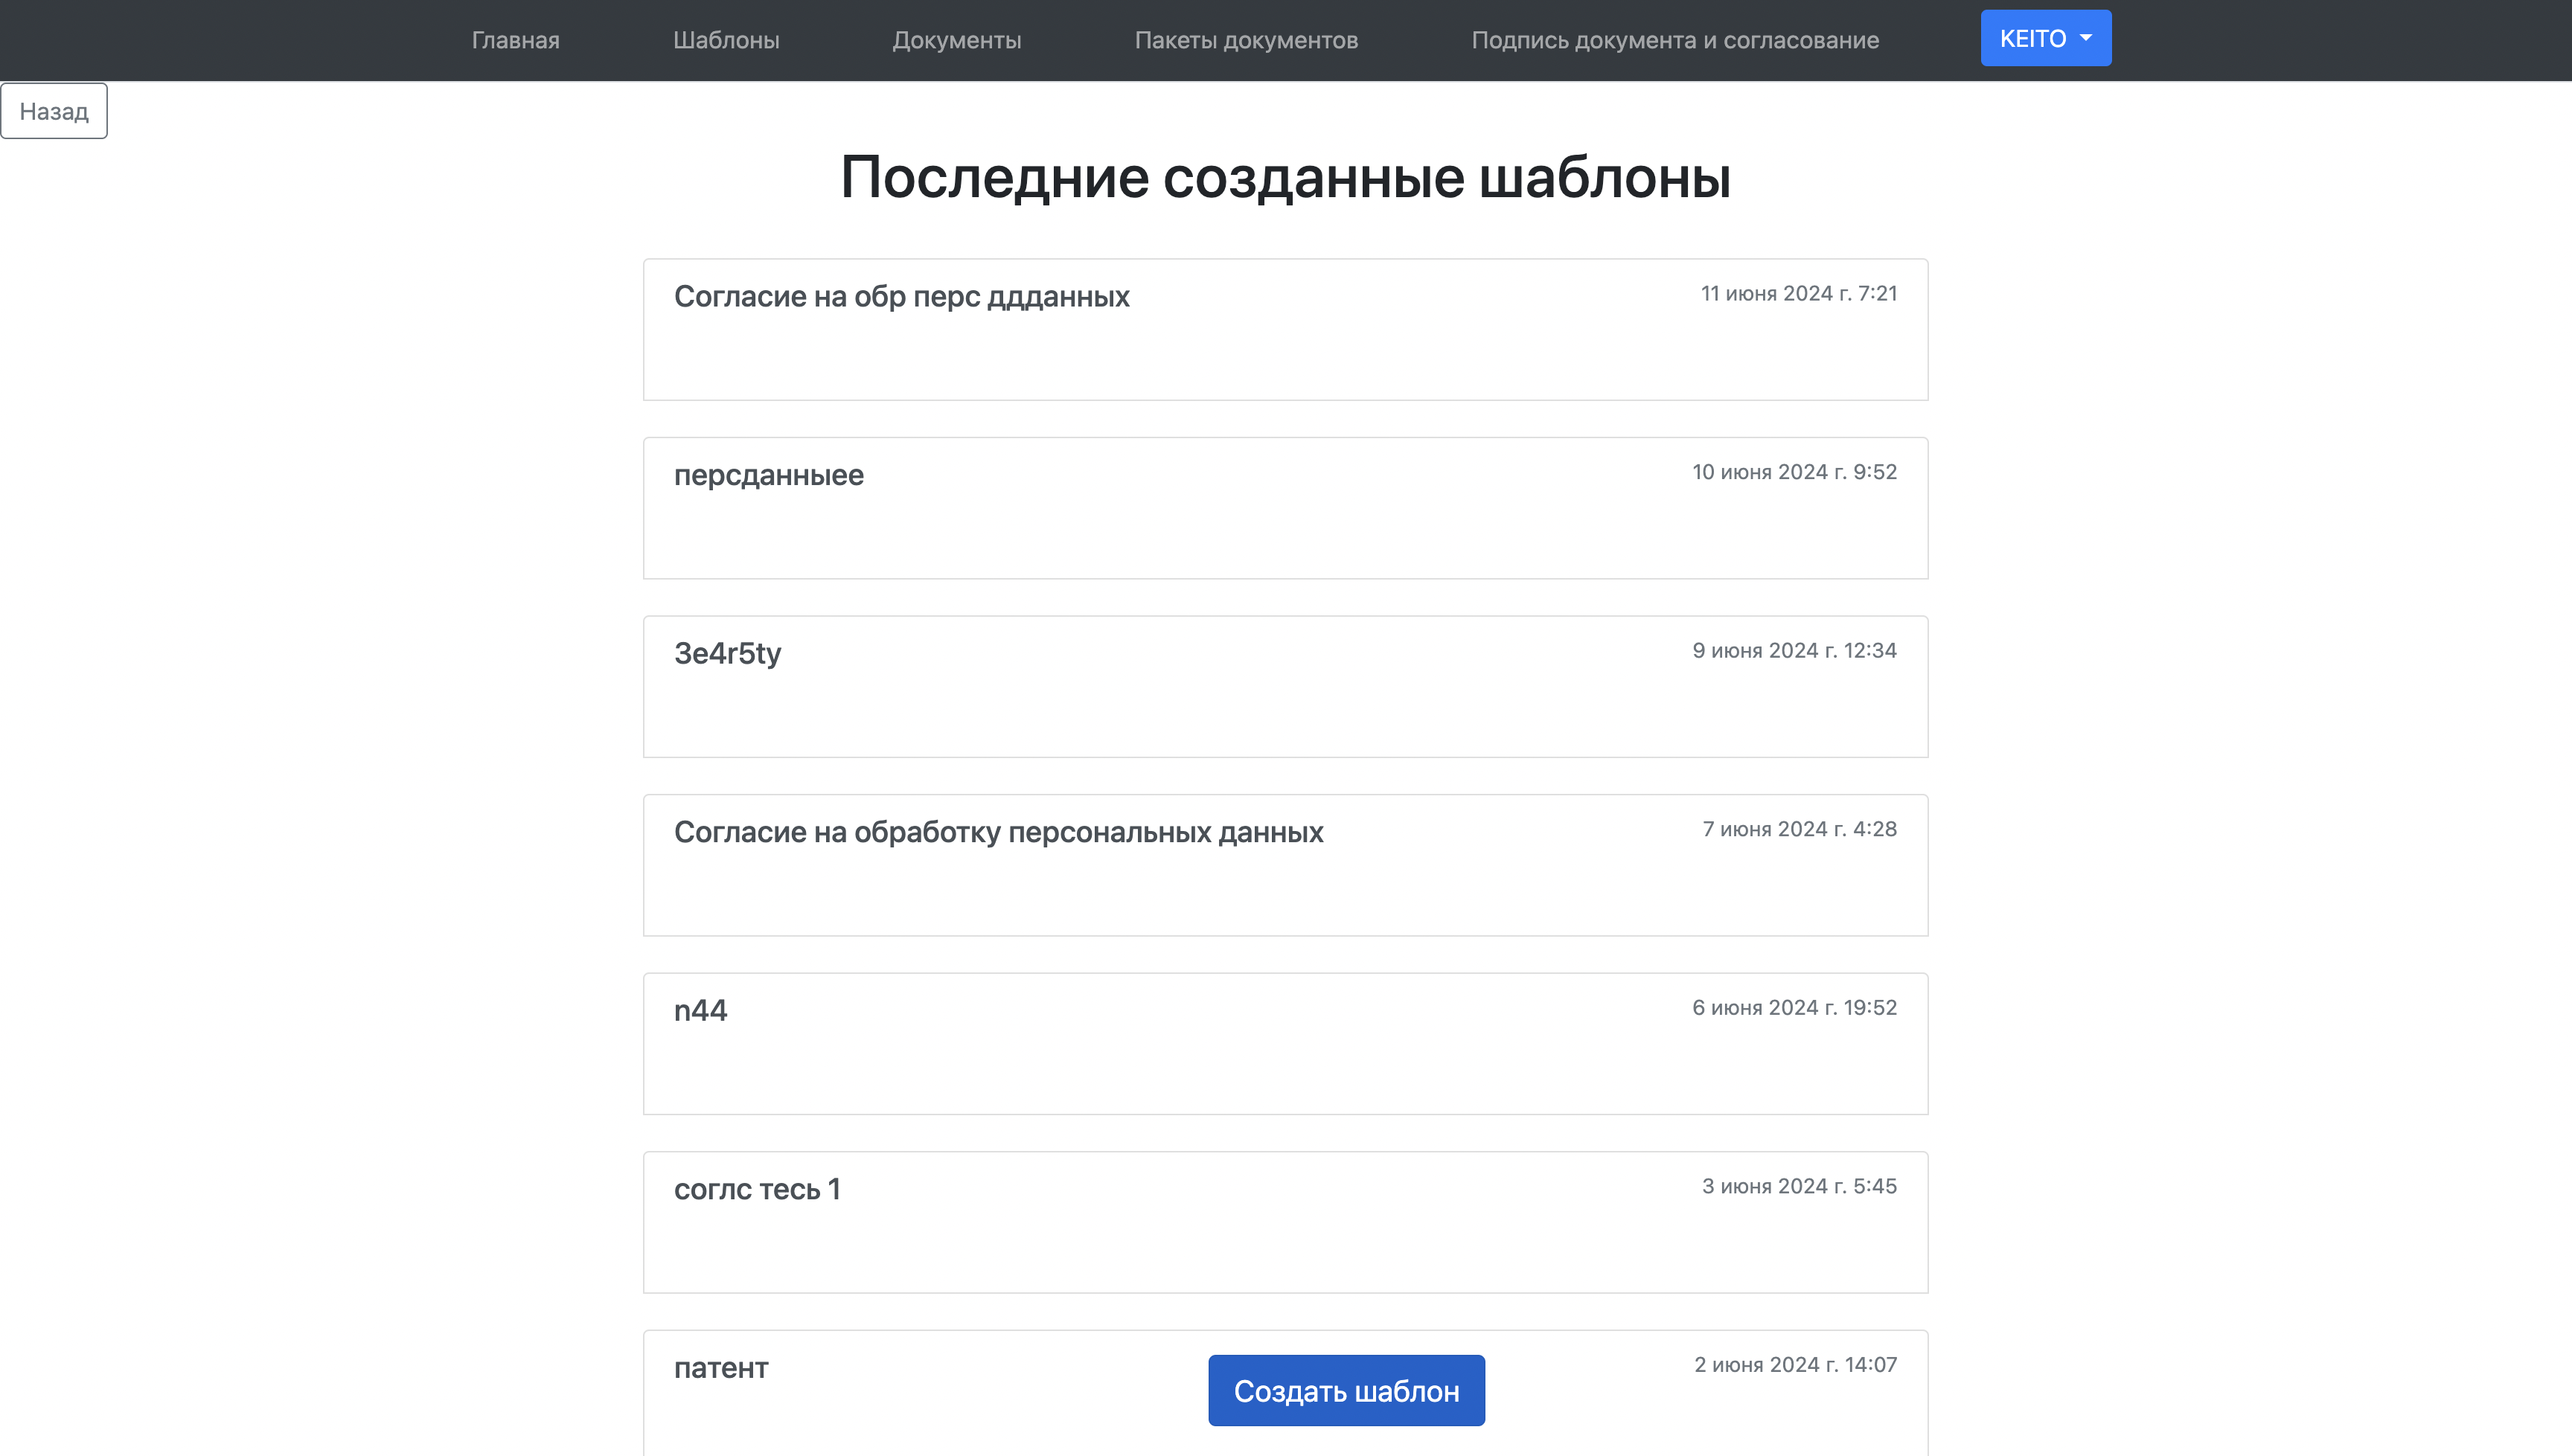 Главная Шаблоны Документы Пакеты документов Подпись документа и согласование KEITO
Назад
Последние созданные шаблоны
Согласие на обр перс ддданных 11 июня 2024 г. 7:21
персданныее 10 июня 2024 г. 9:52
3e4r5ty 9 июня 2024 г. 12:34
Согласие на обработку персональных данных 7 июня 2024 г. 4:28
n44 6 июня 2024 г. 19:52
соглс тесь 1 3 июня 2024 г. 5:45
патент 2 июня 2024 г. 14:07
Создать шаблон